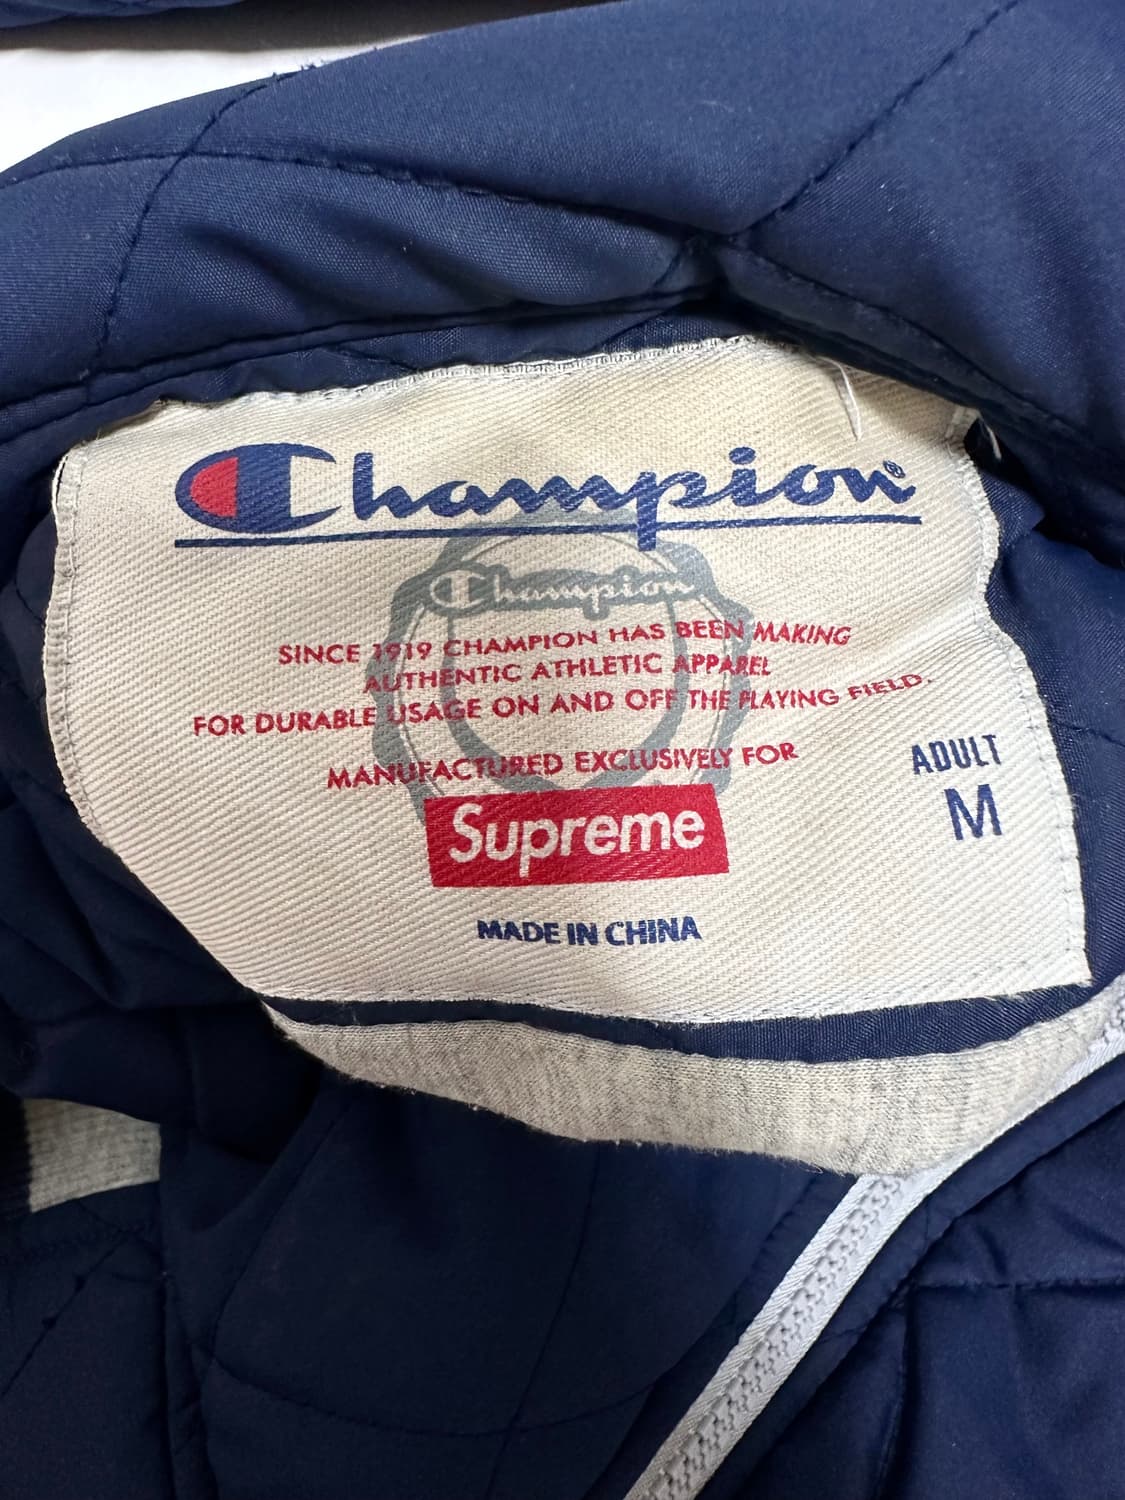 Champion®
Champion
SINCE 1919 CHAMPION HAS BEEN MAKING
AUTHENTIC ATHLETIC APPAREL
FOR DURABLE USAGE ON AND OFF THE PLAYING FIELD.
MANUFACTURED EXCLUSIVELY FOR
Supreme
ADULT
M
MADE IN CHINA